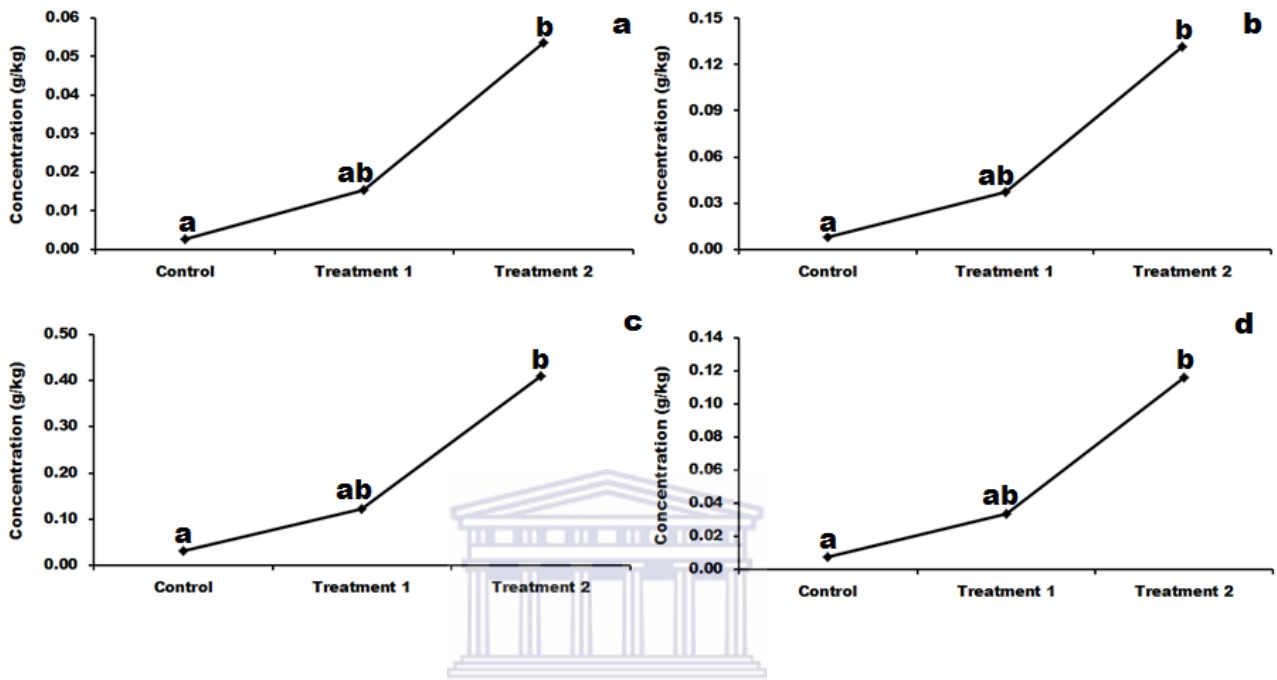 a
Concentration (g/kg)
0.06
0.05
0.04
0.03
0.02
0.01
0.00
a
ab
b
Control Treatment 1 Treatment 2
b
Concentration (g/kg)
0.15
0.12
0.09
0.06
0.03
0.00
a
ab
b
Control Treatment 1 Treatment 2
c
Concentration (g/kg)
0.50
0.40
0.30
0.20
0.10
0.00
a
ab
b
Control Treatment 1 Treatment 2
d
Concentration (g/kg)
0.14
0.12
0.10
0.08
0.06
0.04
0.02
0.00
a
ab
b
Control Treatment 1 Treatment 2